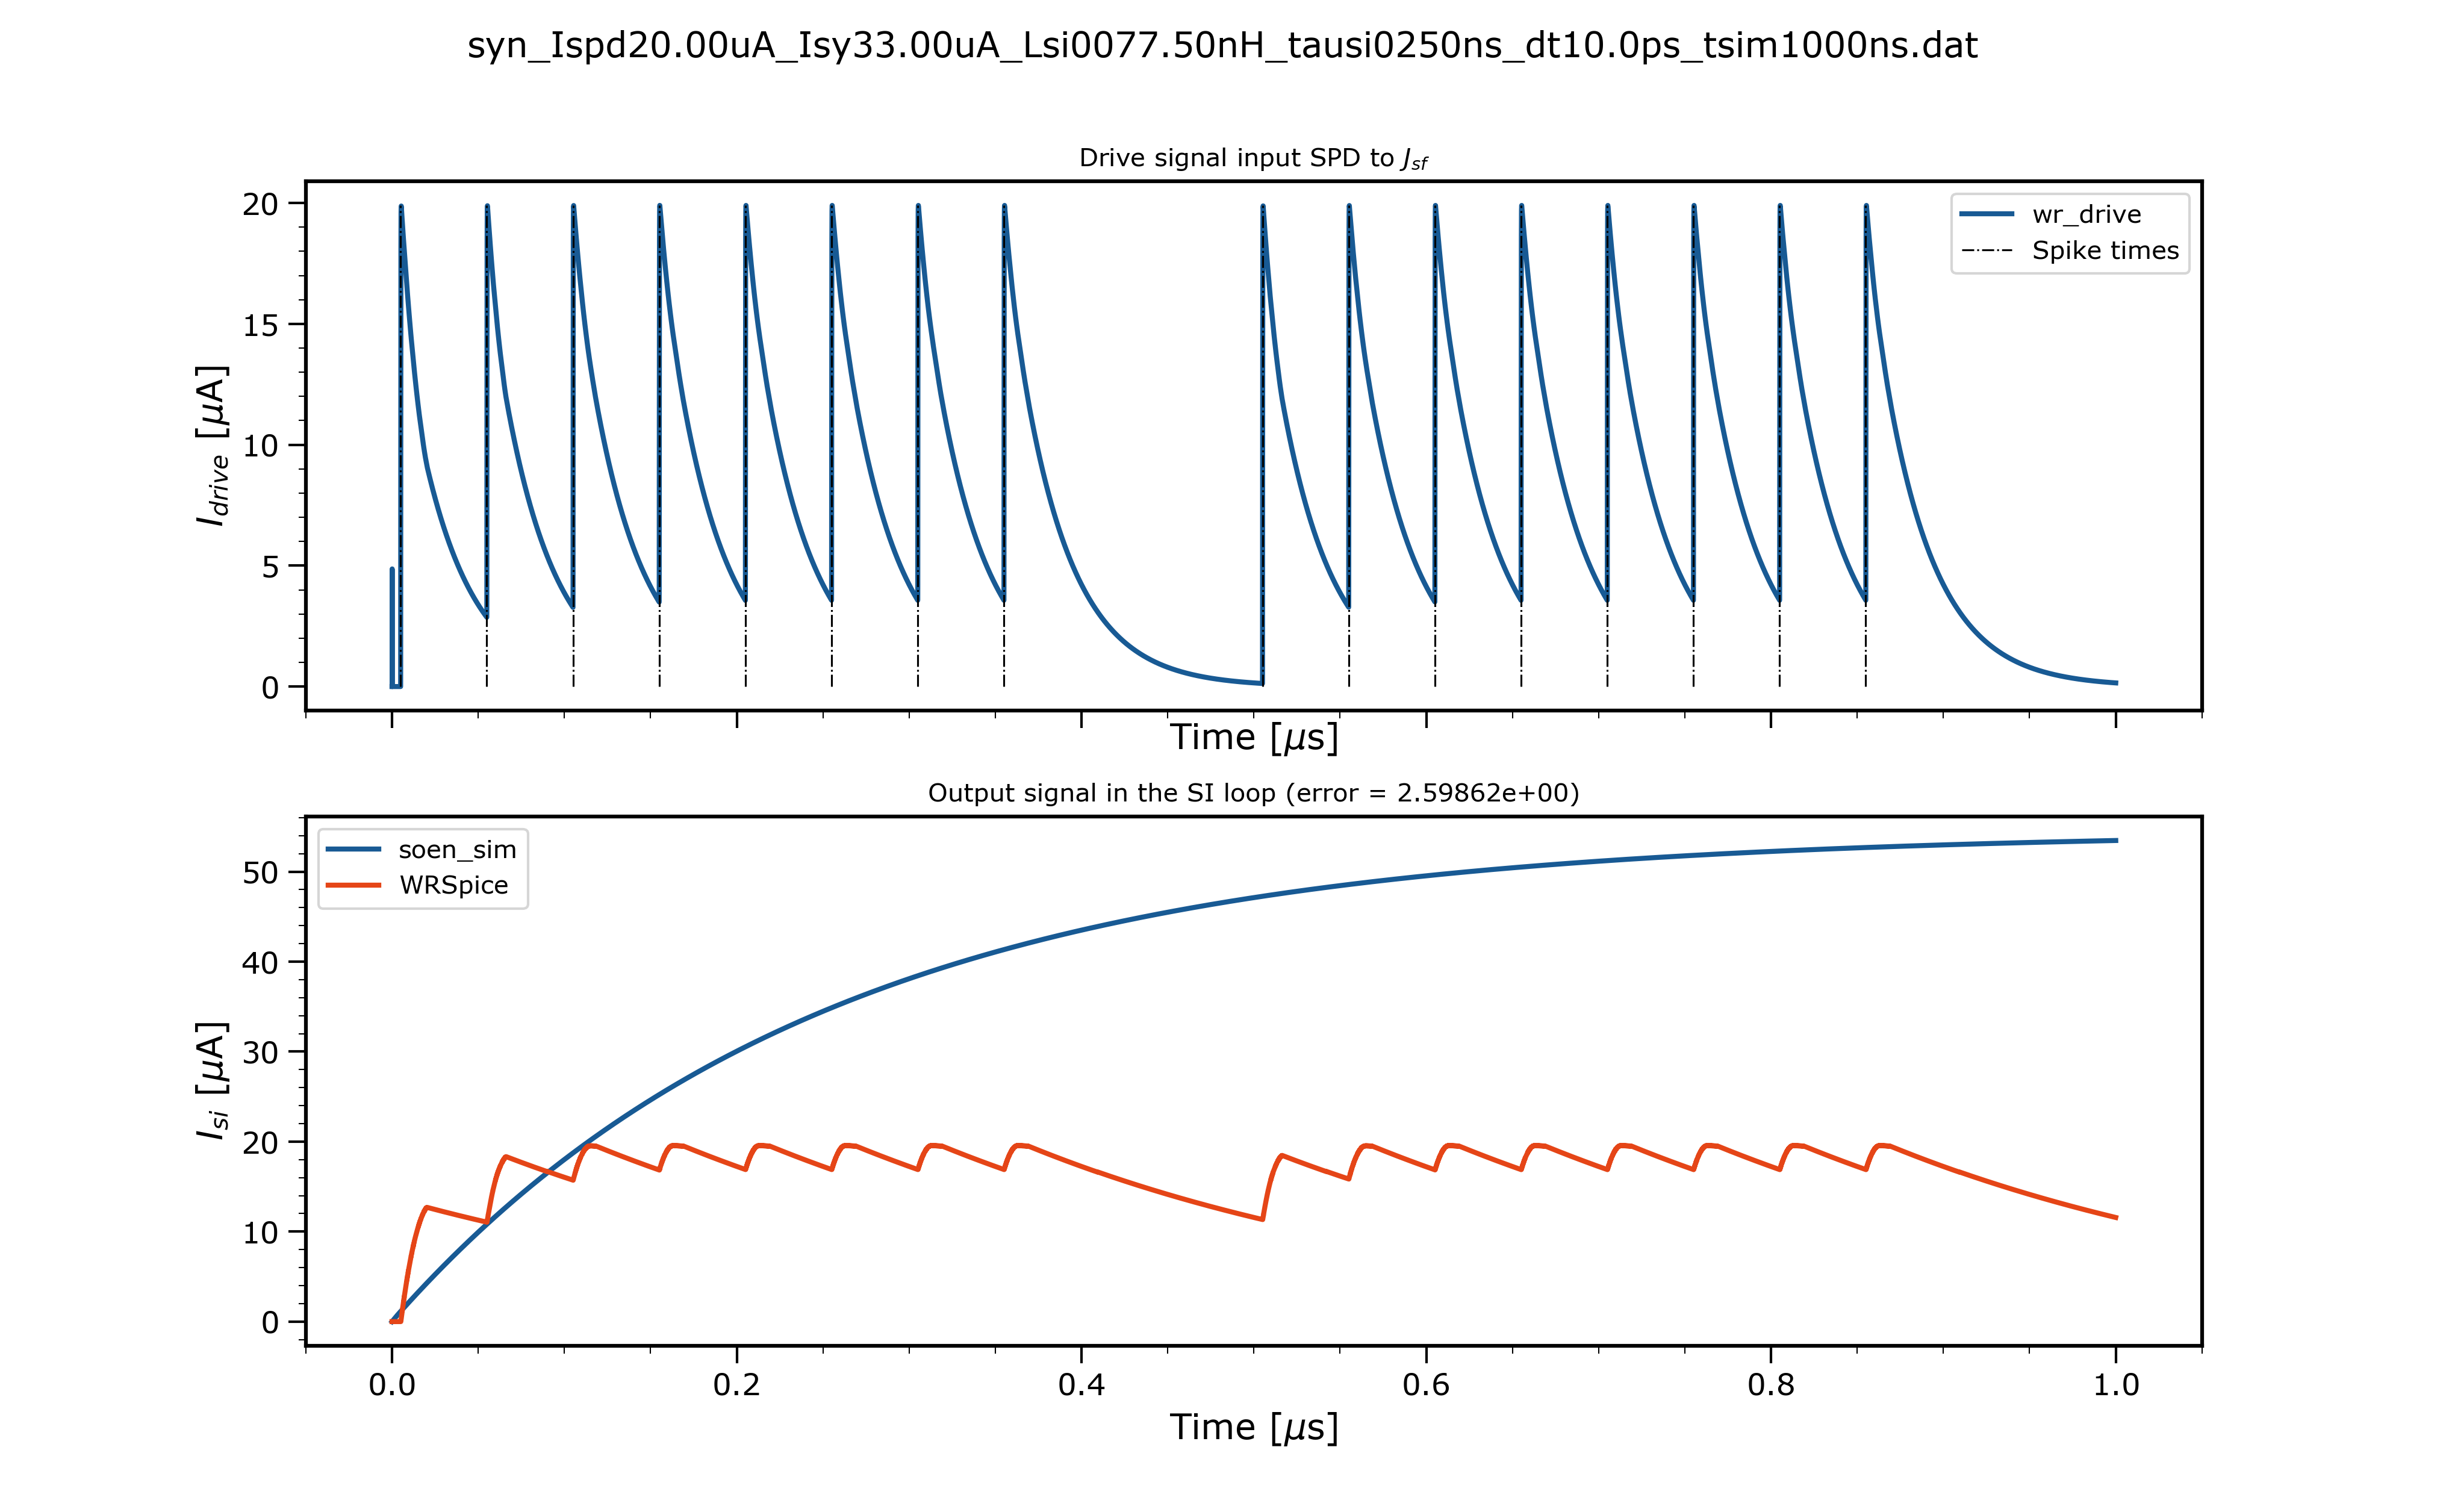 syn_Ispd20.00uA_Isy33.00uA_Lsi0077.50nH_tausi0250ns_dt10.0ps_tsim1000ns.dat
Drive signal input SPD to J_sf
I_drive [μA]
20
15
10
5
0
wr_drive
Spike times
Time [μs]
Output signal in the SI loop (error = 2.59862e+00)
I_si [μA]
50
40
30
20
10
0
soen_sim
WRSpice
0.0 0.2 0.4 0.6 0.8 1.0
Time [μs]